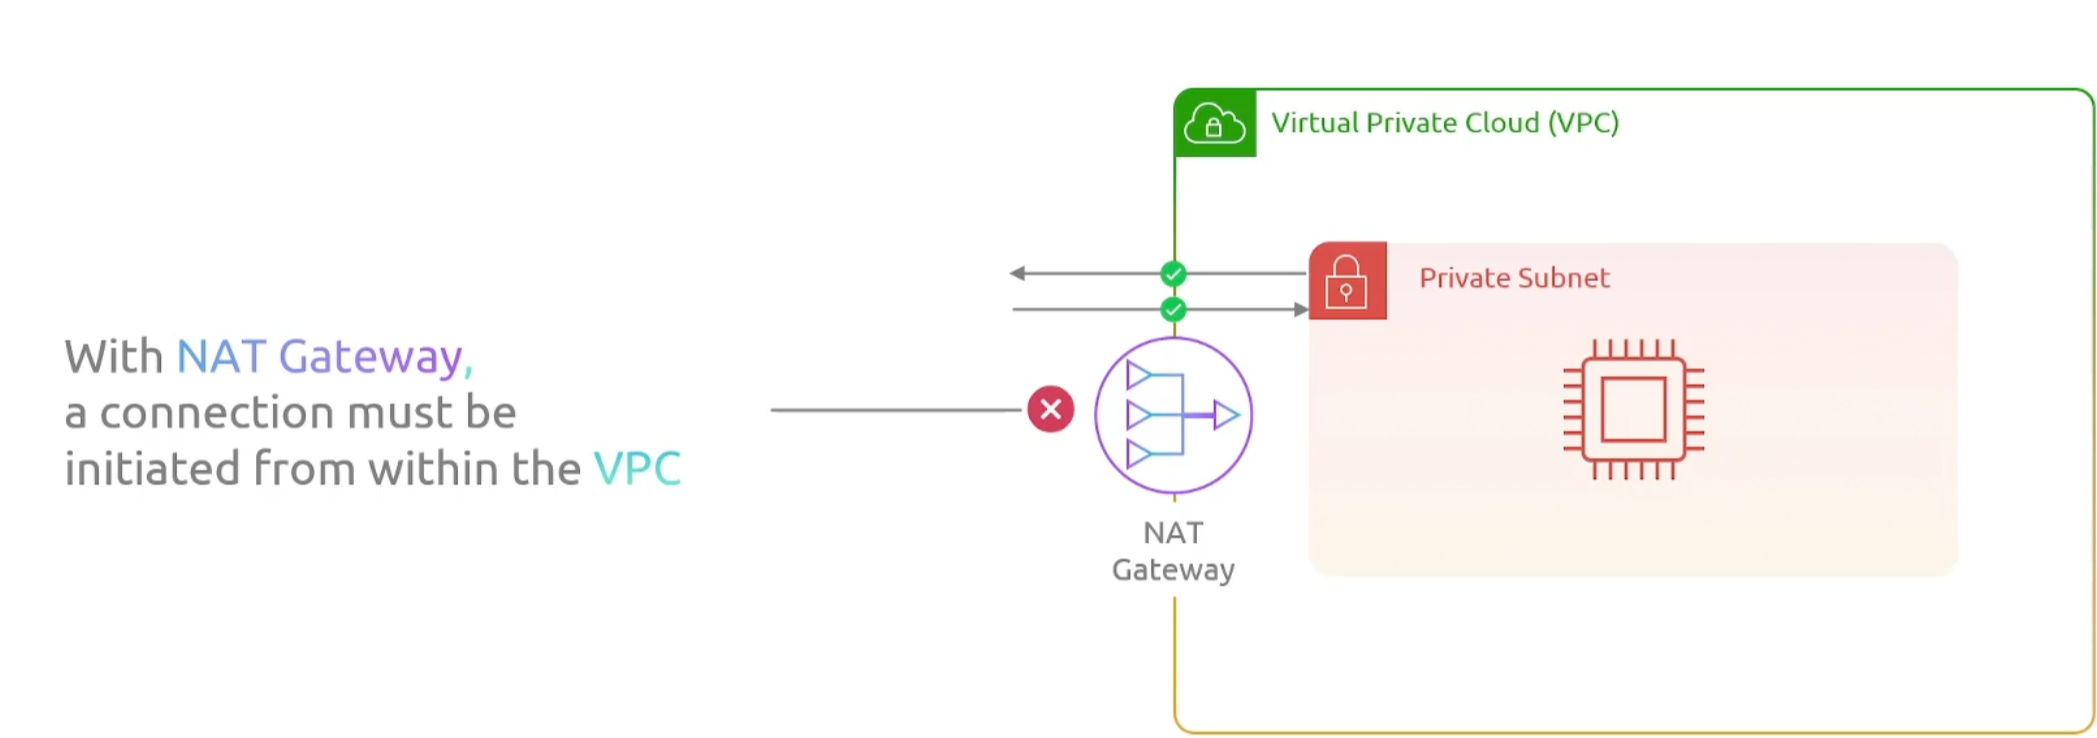 Virtual Private Cloud (VPC)
Private Subnet
With NAT Gateway,
a connection must be
initiated from within the VPC
NAT
Gateway